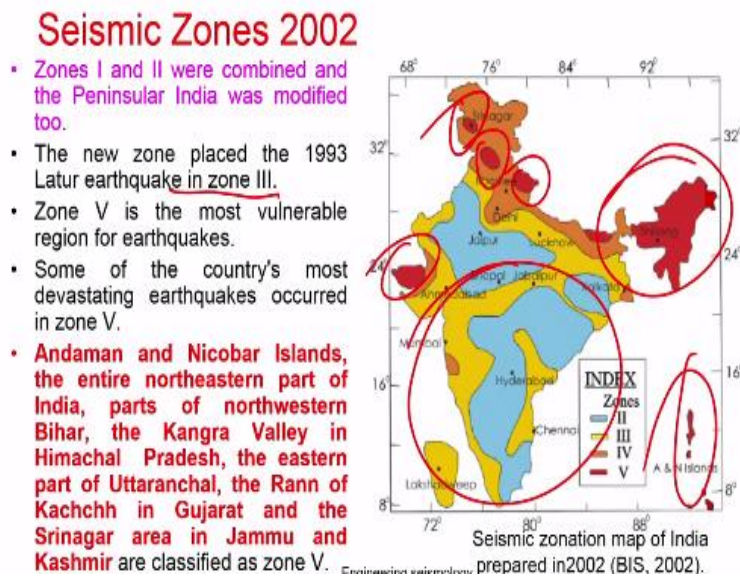 Seismic Zones 2002
• Zones I and II were combined and
the Peninsular India was modified
too.
• The new zone placed the 1993
Latur earthquake in zone III.
• Zone V is the most vulnerable
region for earthquakes.
• Some of the country's most
devastating earthquakes occurred
in zone V.
• Andaman and Nicobar Islands,
the entire northeastern part of
India, parts of northwestern
Bihar, the Kangra Valley in
Himachal Pradesh, the eastern
part of Uttaranchal, the Rann of
Kachchh in Gujarat and the
Srinagar area in Jammu and
Kashmir are classified as zone V.
68° 76° 84° 92°
Srinagar
32° 32°
Delhi
Jaipur Lucknow Shillong
24° 24°
Ahmedabad Bhopal Jabalpur Kolkata
Mumbai
16° 16°
Hyderabad
Chennai
Lakshadweep
8° 8°
72° 80° 88°
INDEX
Zones
II
III
IV
V
A & N Islands
Seismic zonation map of India
prepared in2002 (BIS, 2002).
Engineering seismology